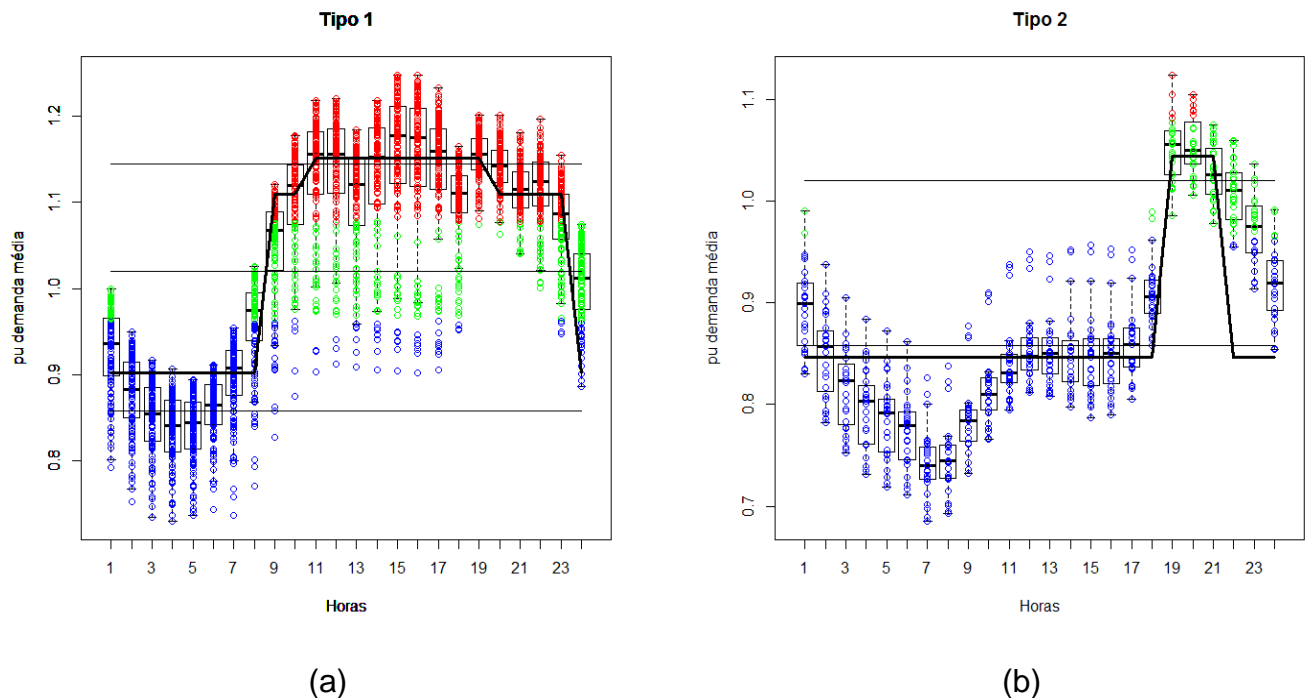 Tipo 1
pu demanda média
1.2
1.1
1.0
0.9
0.8
1 3 5 7 9 11 13 15 17 19 21 23
Horas
(a)
Tipo 2
pu demanda média
1.1
1.0
0.9
0.8
0.7
1 3 5 7 9 11 13 15 17 19 21 23
Horas
(b)